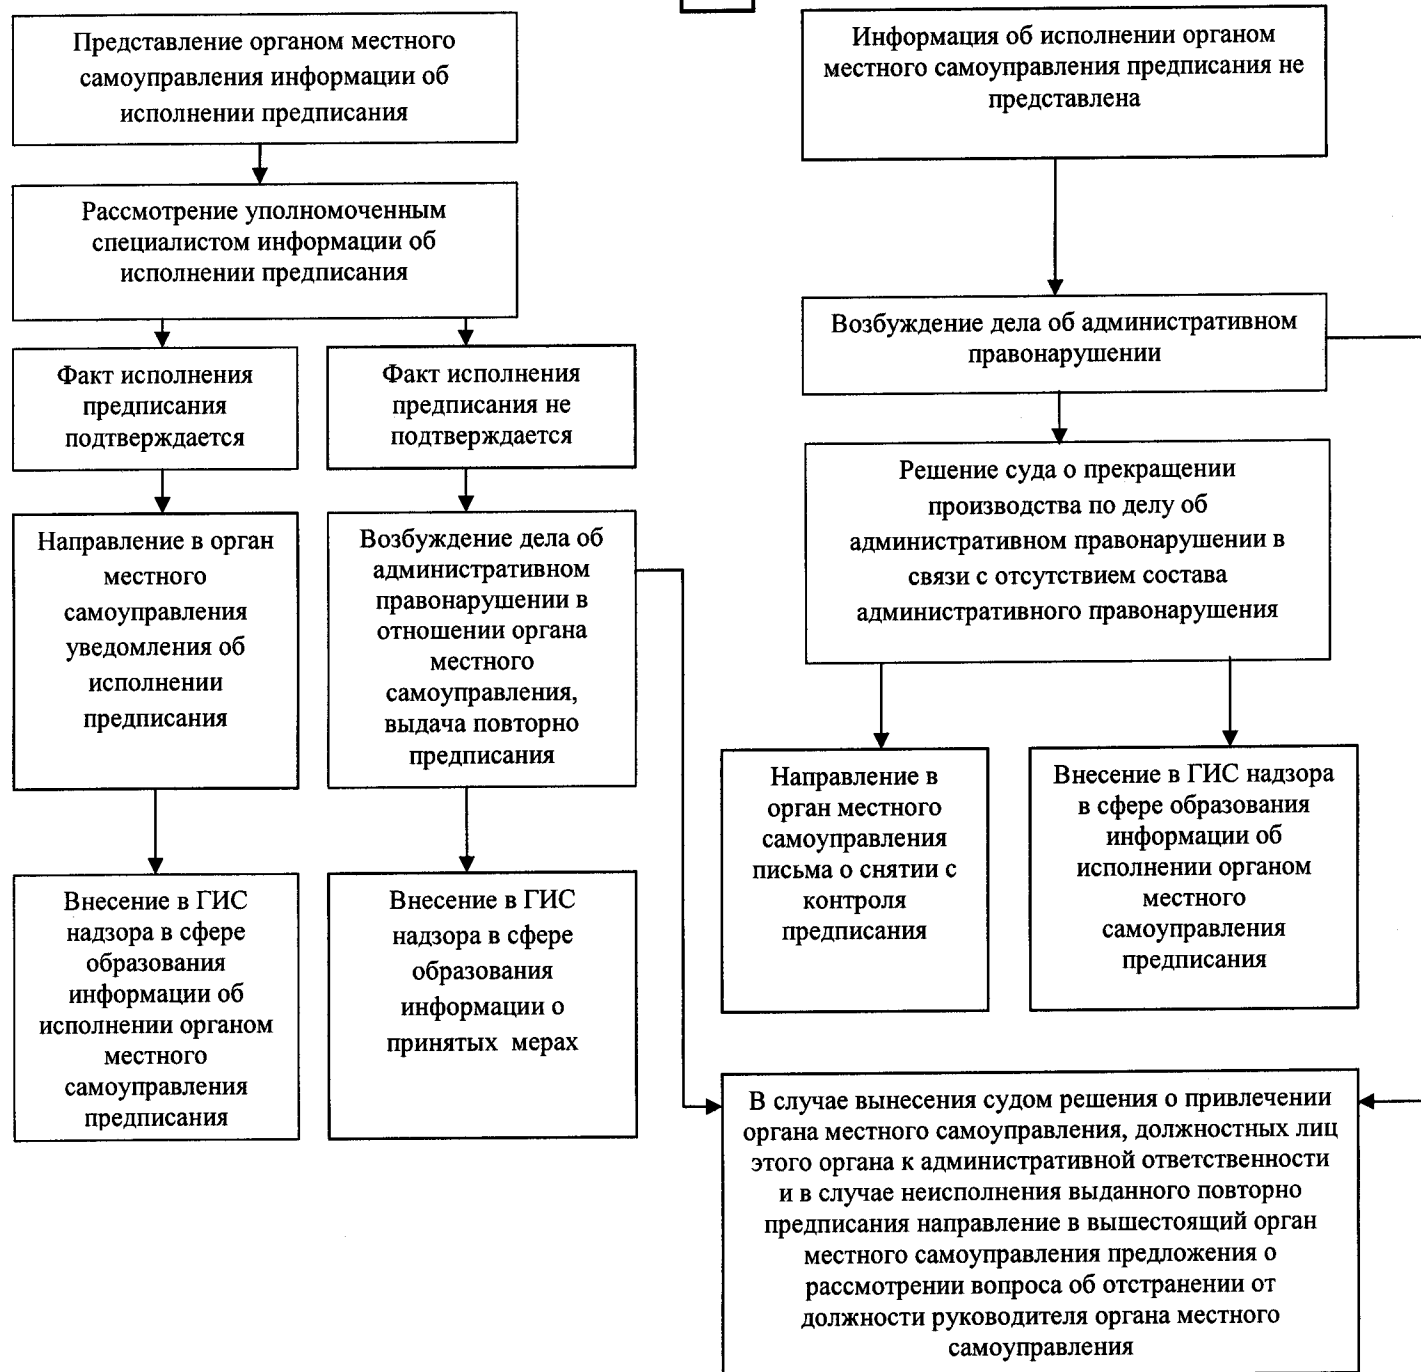 Представление органом местного
самоуправления информации об
исполнении предписания
Информация об исполнении органом
местного самоуправления предписания не
представлена
Рассмотрение уполномоченным
специалистом информации об
исполнении предписания
Возбуждение дела об административном
правонарушении
Факт исполнения
предписания
подтверждается
Факт исполнения
предписания не
подтверждается
Решение суда о прекращении
производства по делу об
административном правонарушении в
связи с отсутствием состава
административного правонарушения
Направление в орган
местного
самоуправления
уведомления об
исполнении
предписания
Возбуждение дела об
административном
правонарушении в
отношении органа
местного
самоуправления,
выдача повторно
предписания
Направление в
орган местного
самоуправления
письма о снятии с
контроля
предписания
Внесение в ГИС надзора
в сфере образования
информации об
исполнении органом
местного
самоуправления
предписания
Внесение в ГИС
надзора в сфере
образования
информации об
исполнении органом
местного
самоуправления
предписания
Внесение в ГИС
надзора в сфере
образования
информации о
принятых мерах
В случае вынесения судом решения о привлечении
органа местного самоуправления, должностных лиц
этого органа к административной ответственности
и в случае неисполнения выданного повторно
предписания направление в вышестоящий орган
местного самоуправления предложения о
рассмотрении вопроса об отстранении от
должности руководителя органа местного
самоуправления